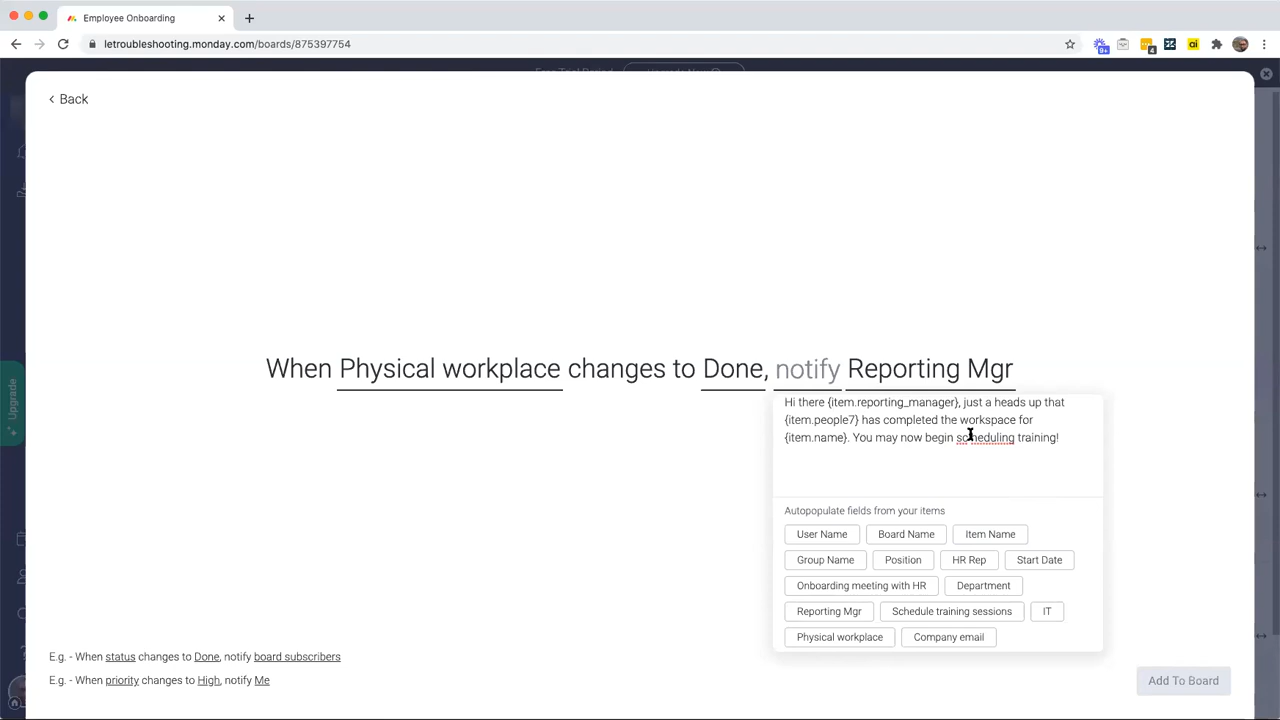 Employee Onboarding
letroubleshooting.monday.com/boards/875397754
9+
4
ai
Back
Upgrade
When Physical workplace changes to Done, notify Reporting Mgr
Hi there {item.reporting_manager}, just a heads up that
{item.people7} has completed the workspace for
{item.name}. You may now begin scheduling training!
Autopopulate fields from your items
User Name Board Name Item Name
Group Name Position HR Rep Start Date
Onboarding meeting with HR Department
Reporting Mgr Schedule training sessions IT
Physical workplace Company email
E.g. - When status changes to Done, notify board subscribers
E.g. - When priority changes to High, notify Me
Add To Board